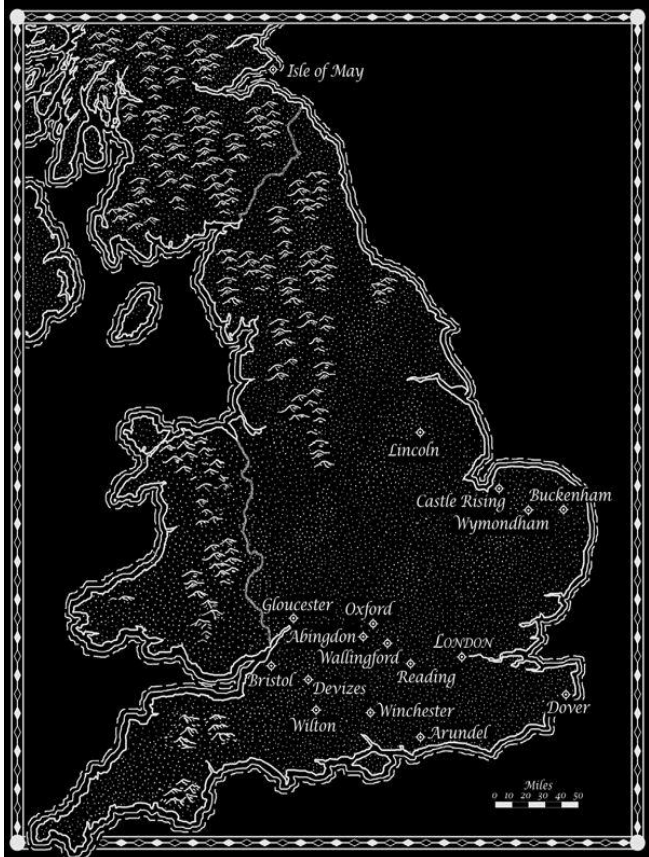 Isle of May
Lincoln
Castle Rising
Buckenham
Wymondham
Gloucester
Oxford
Abingdon
Wallingford
LONDON
Reading
Bristol
Devizes
Dover
Wilton
Winchester
Arundel
Miles
0 10 20 30 40 50